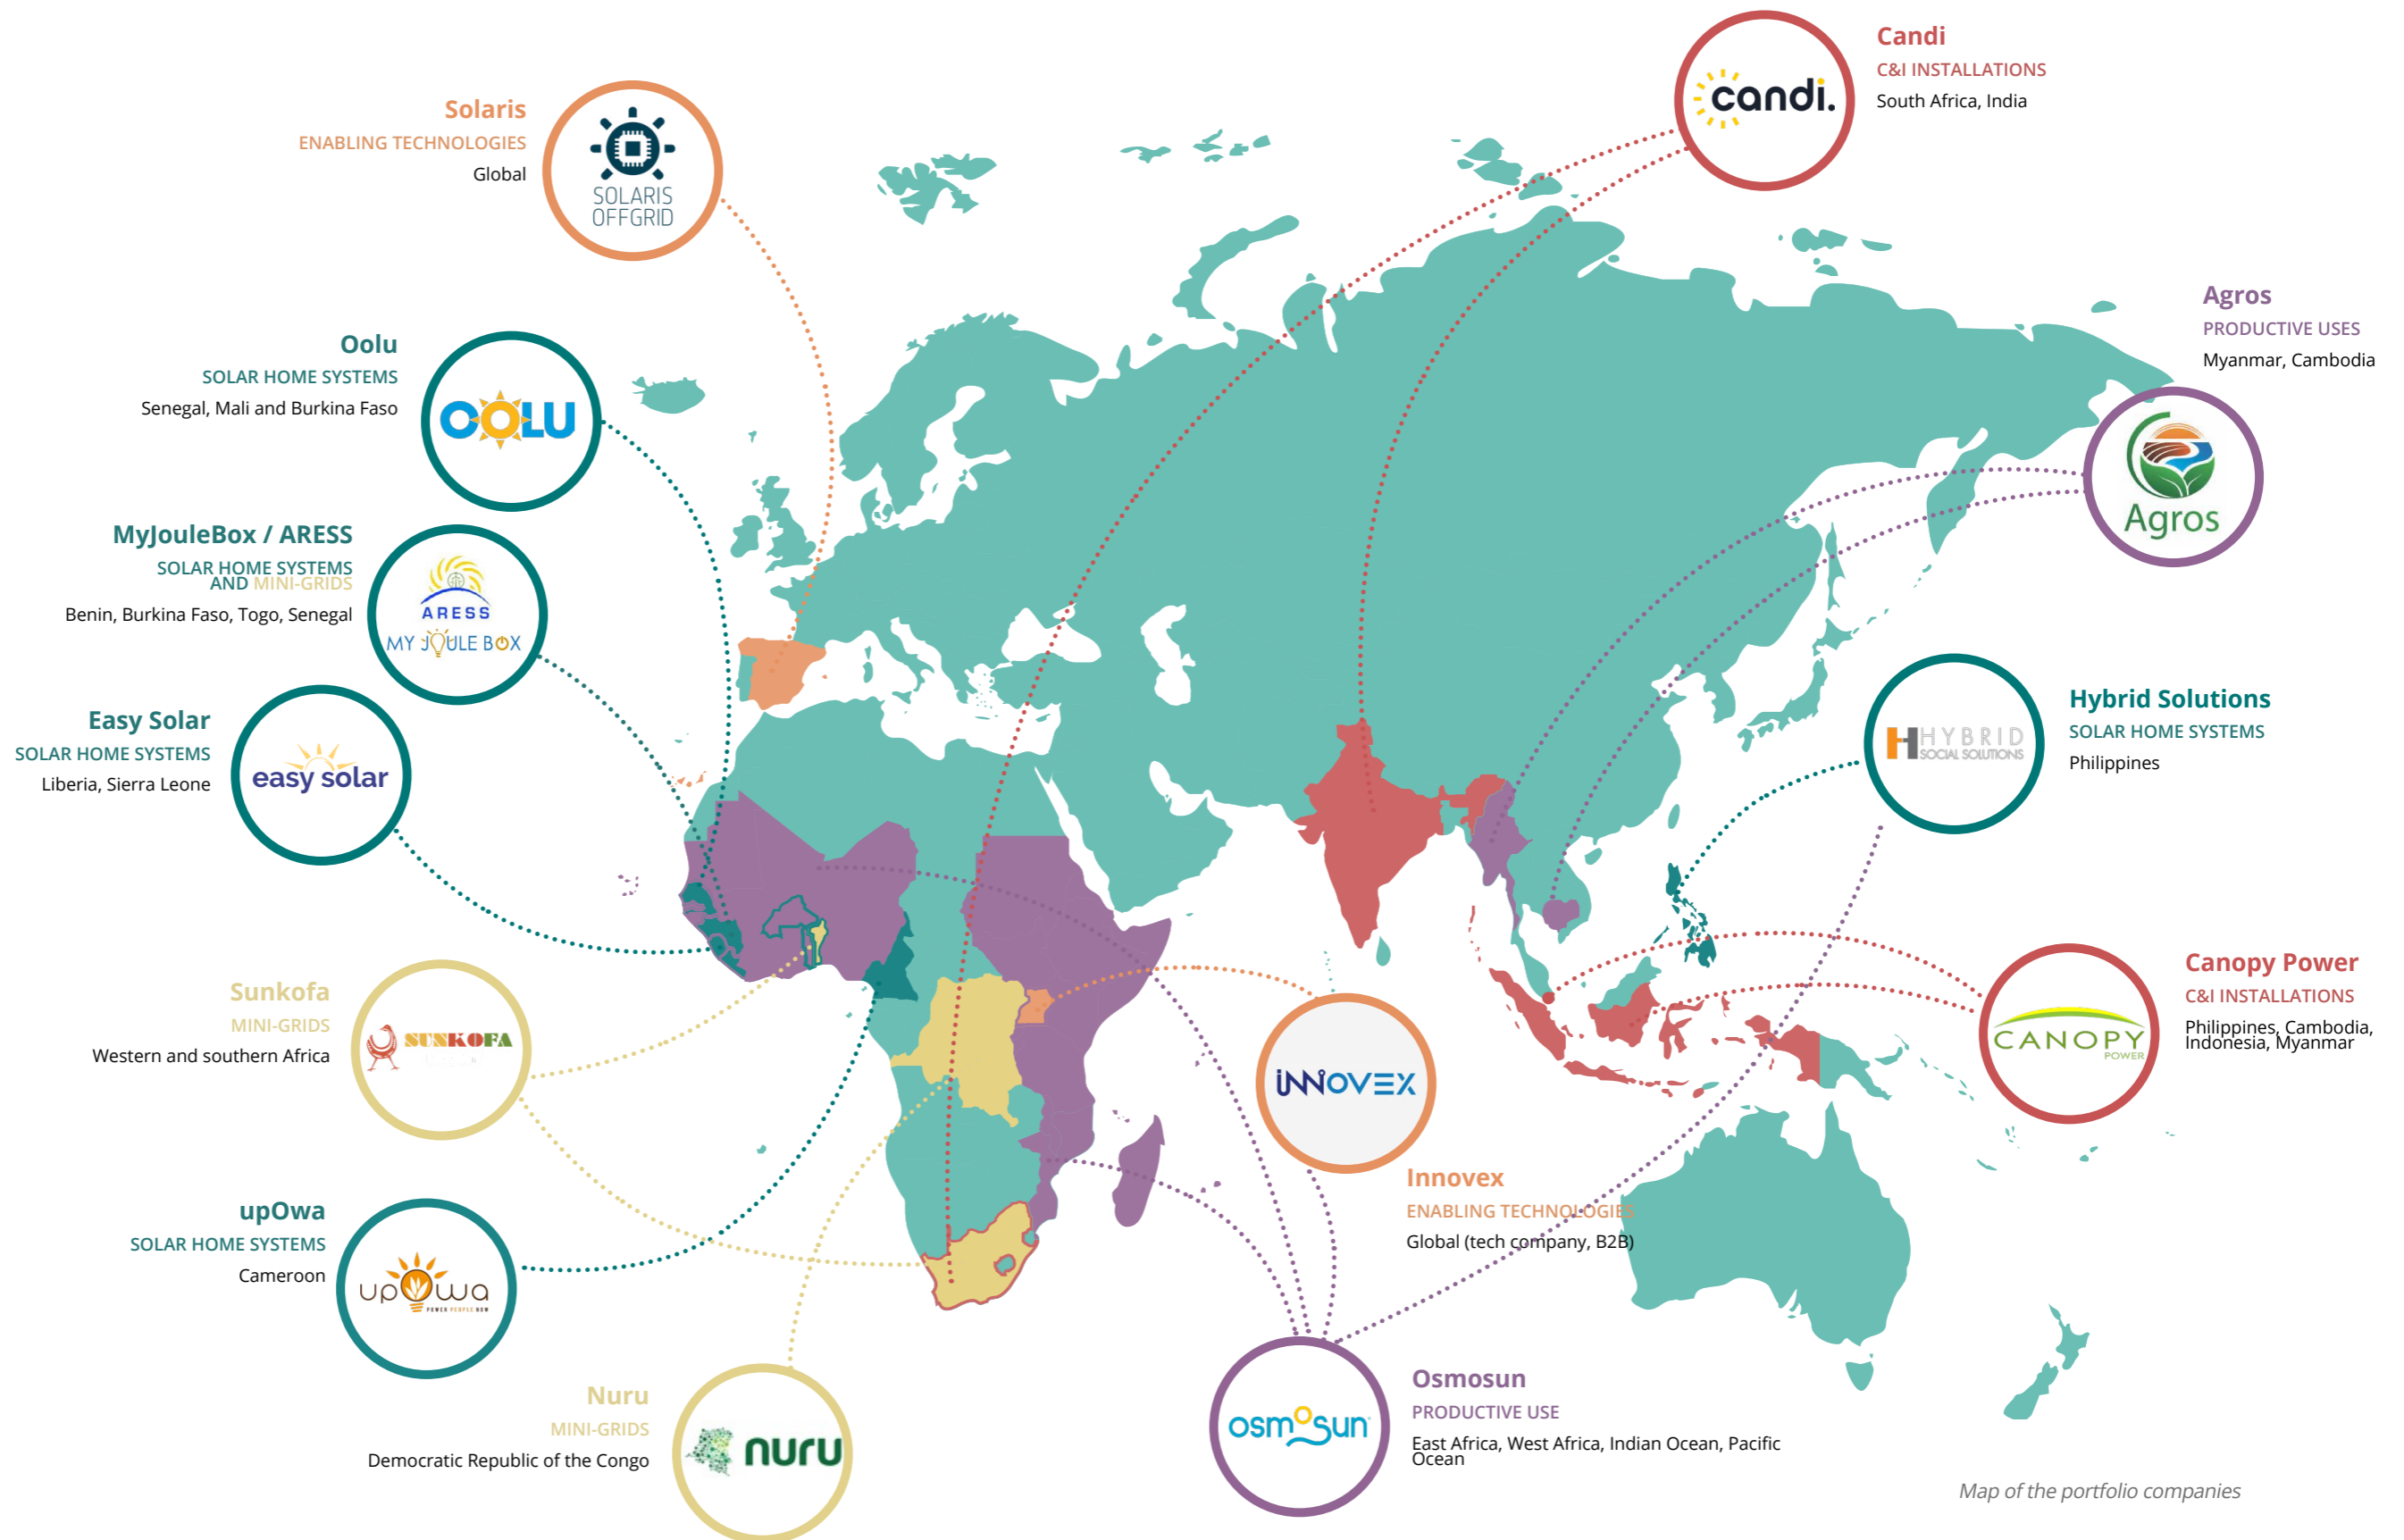 Candi
C&I INSTALLATIONS
South Africa, India
candi.
Solaris
ENABLING TECHNOLOGIES
Global
SOLARIS
OFFGRID
Agros
PRODUCTIVE USES
Myanmar, Cambodia
Agros
Oolu
SOLAR HOME SYSTEMS
Senegal, Mali and Burkina Faso
OOLU
MyJouleBox / ARESS
SOLAR HOME SYSTEMS
AND MINI-GRIDS
Benin, Burkina Faso, Togo, Senegal
ARESS
MY JOULE BOX
Easy Solar
SOLAR HOME SYSTEMS
Liberia, Sierra Leone
easy solar
Hybrid Solutions
SOLAR HOME SYSTEMS
Philippines
HYBRID
SOCIAL SOLUTIONS
Sunkofa
MINI-GRIDS
Western and southern Africa
SUNKOFA
Canopy Power
C&I INSTALLATIONS
Philippines, Cambodia,
Indonesia, Myanmar
CANOPY
POWER
INNOVEX
Innovex
ENABLING TECHNOLOGIES
Global (tech company, B2B)
upOwa
SOLAR HOME SYSTEMS
Cameroon
upOwa
POWER PEOPLE NOW
Nuru
MINI-GRIDS
Democratic Republic of the Congo
nuru
Osmosun
PRODUCTIVE USE
East Africa, West Africa, Indian Ocean, Pacific
Ocean
osmosun
Map of the portfolio companies